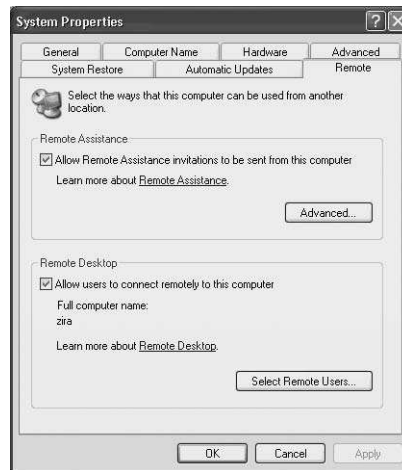 System Properties
General Computer Name Hardware Advanced
System Restore Automatic Updates Remote
Select the ways that this computer can be used from another
location.
Remote Assistance
Allow Remote Assistance invitations to be sent from this computer
Learn more about Remote Assistance.
Advanced...
Remote Desktop
Allow users to connect remotely to this computer
Full computer name:
zira
Learn more about Remote Desktop.
Select Remote Users...
OK Cancel Apply